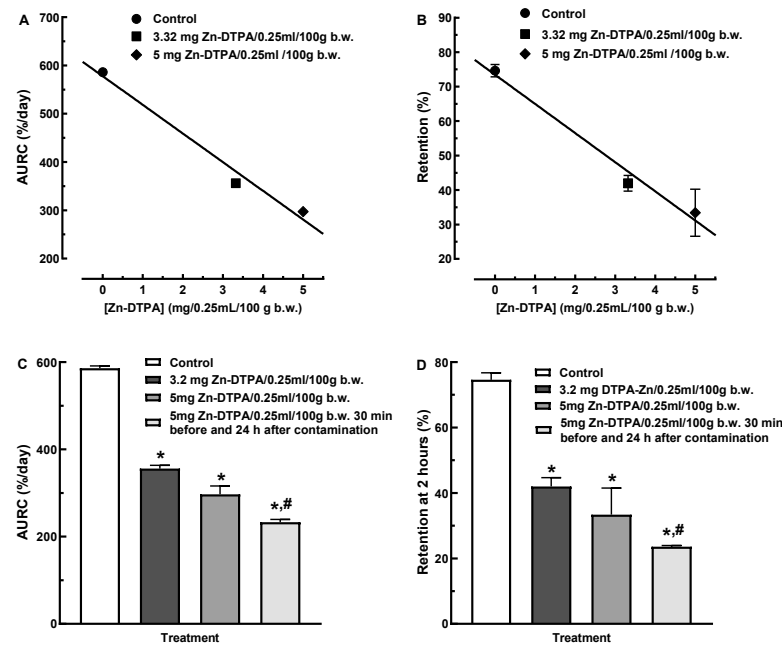 A
Control
3.32 mg Zn-DTPA/0.25ml/100g b.w.
5 mg Zn-DTPA/0.25ml /100g b.w.
AURC (%/day)
700
600
500
400
300
200
0 1 2 3 4 5
[Zn-DTPA] (mg/0.25mL/100 g b.w.)
B
Control
3.32 mg Zn-DTPA/0.25ml/100g b.w.
5 mg Zn-DTPA/0.25ml /100g b.w.
Retention (%)
90
80
70
60
50
40
30
20
0 1 2 3 4 5
[Zn-DTPA] (mg/0.25mL/100 g b.w.)
C
Control
3.2 mg Zn-DTPA/0.25ml/100g b.w.
5mg Zn-DTPA/0.25ml/100g b.w.
5mg Zn-DTPA/0.25ml/100g b.w. 30 min
before and 24 h after contamination
AURC (%/day)
600
400
200
0
* * *,#
Treatment
D
Control
3.2 mg DTPA-Zn/0.25ml/100g b.w.
5mg Zn-DTPA/0.25ml/100g b.w.
5mg Zn-DTPA/0.25ml/100g b.w. 30 min
before and 24 h after contamination
Retention at 2 hours (%)
80
60
40
20
0
* * *,#
Treatment